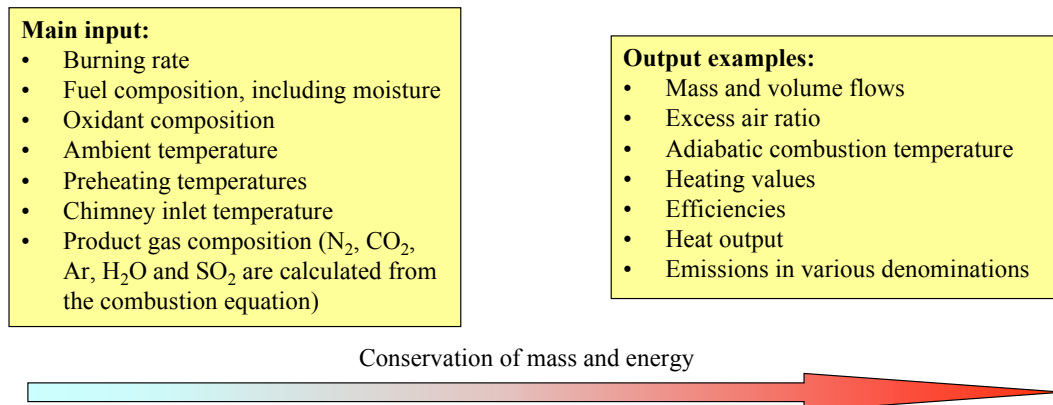 Main input:
• Burning rate
• Fuel composition, including moisture
• Oxidant composition
• Ambient temperature
• Preheating temperatures
• Chimney inlet temperature
• Product gas composition (N₂, CO₂,
Ar, H₂O and SO₂ are calculated from
the combustion equation)
Output examples:
• Mass and volume flows
• Excess air ratio
• Adiabatic combustion temperature
• Heating values
• Efficiencies
• Heat output
• Emissions in various denominations
Conservation of mass and energy